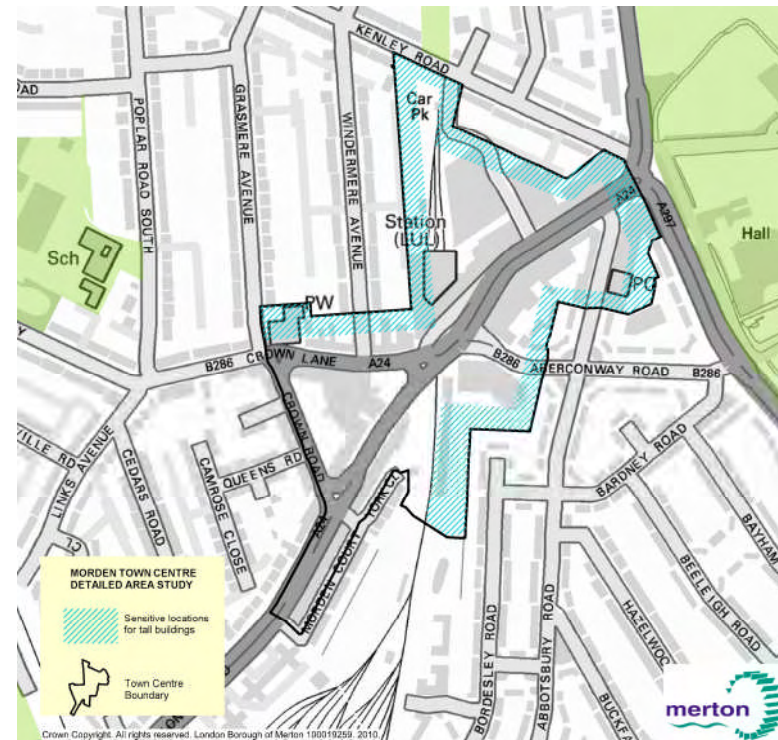 KENLEY ROAD
OAD
POPLAR ROAD SOUTH
GRASMERE AVENUE
WINDERMERE AVENUE
Car
Pk
A24
A297
Hall
Station
(LUL)
Sch
PW
PO
B286 CROWN LANE A24
B286 ABERCONWAY ROAD B286
LINKS AVENUE
CEDARS ROAD
CAMROSE CLOSE
QUEENS RD
CROWN ROAD
YORK CL
MORDEN COURT
A24
BARDNEY ROAD
BAYHAM
BEELEIGH ROAD
HAZELWOO
BUCKFA
BORDESLEY ROAD
ABBOTSBURY ROAD
VILLE RD
CL
MORDEN TOWN CENTRE
DETAILED AREA STUDY
Sensitive locations
for tall buildings
Town Centre
Boundary
merton
Crown Copyright. All rights reserved. London Borough of Merton 100019259. 2010.